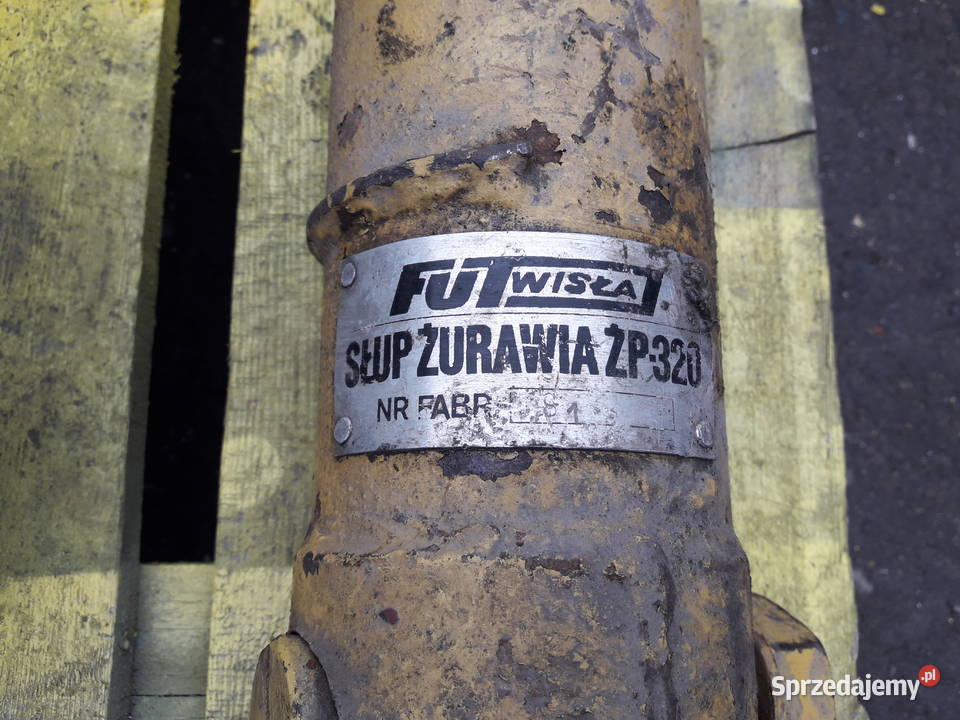 FUT WISŁA
SŁUP ŻURAWIA ŻP-320
NR FABR.
Sprzedajemy.pl